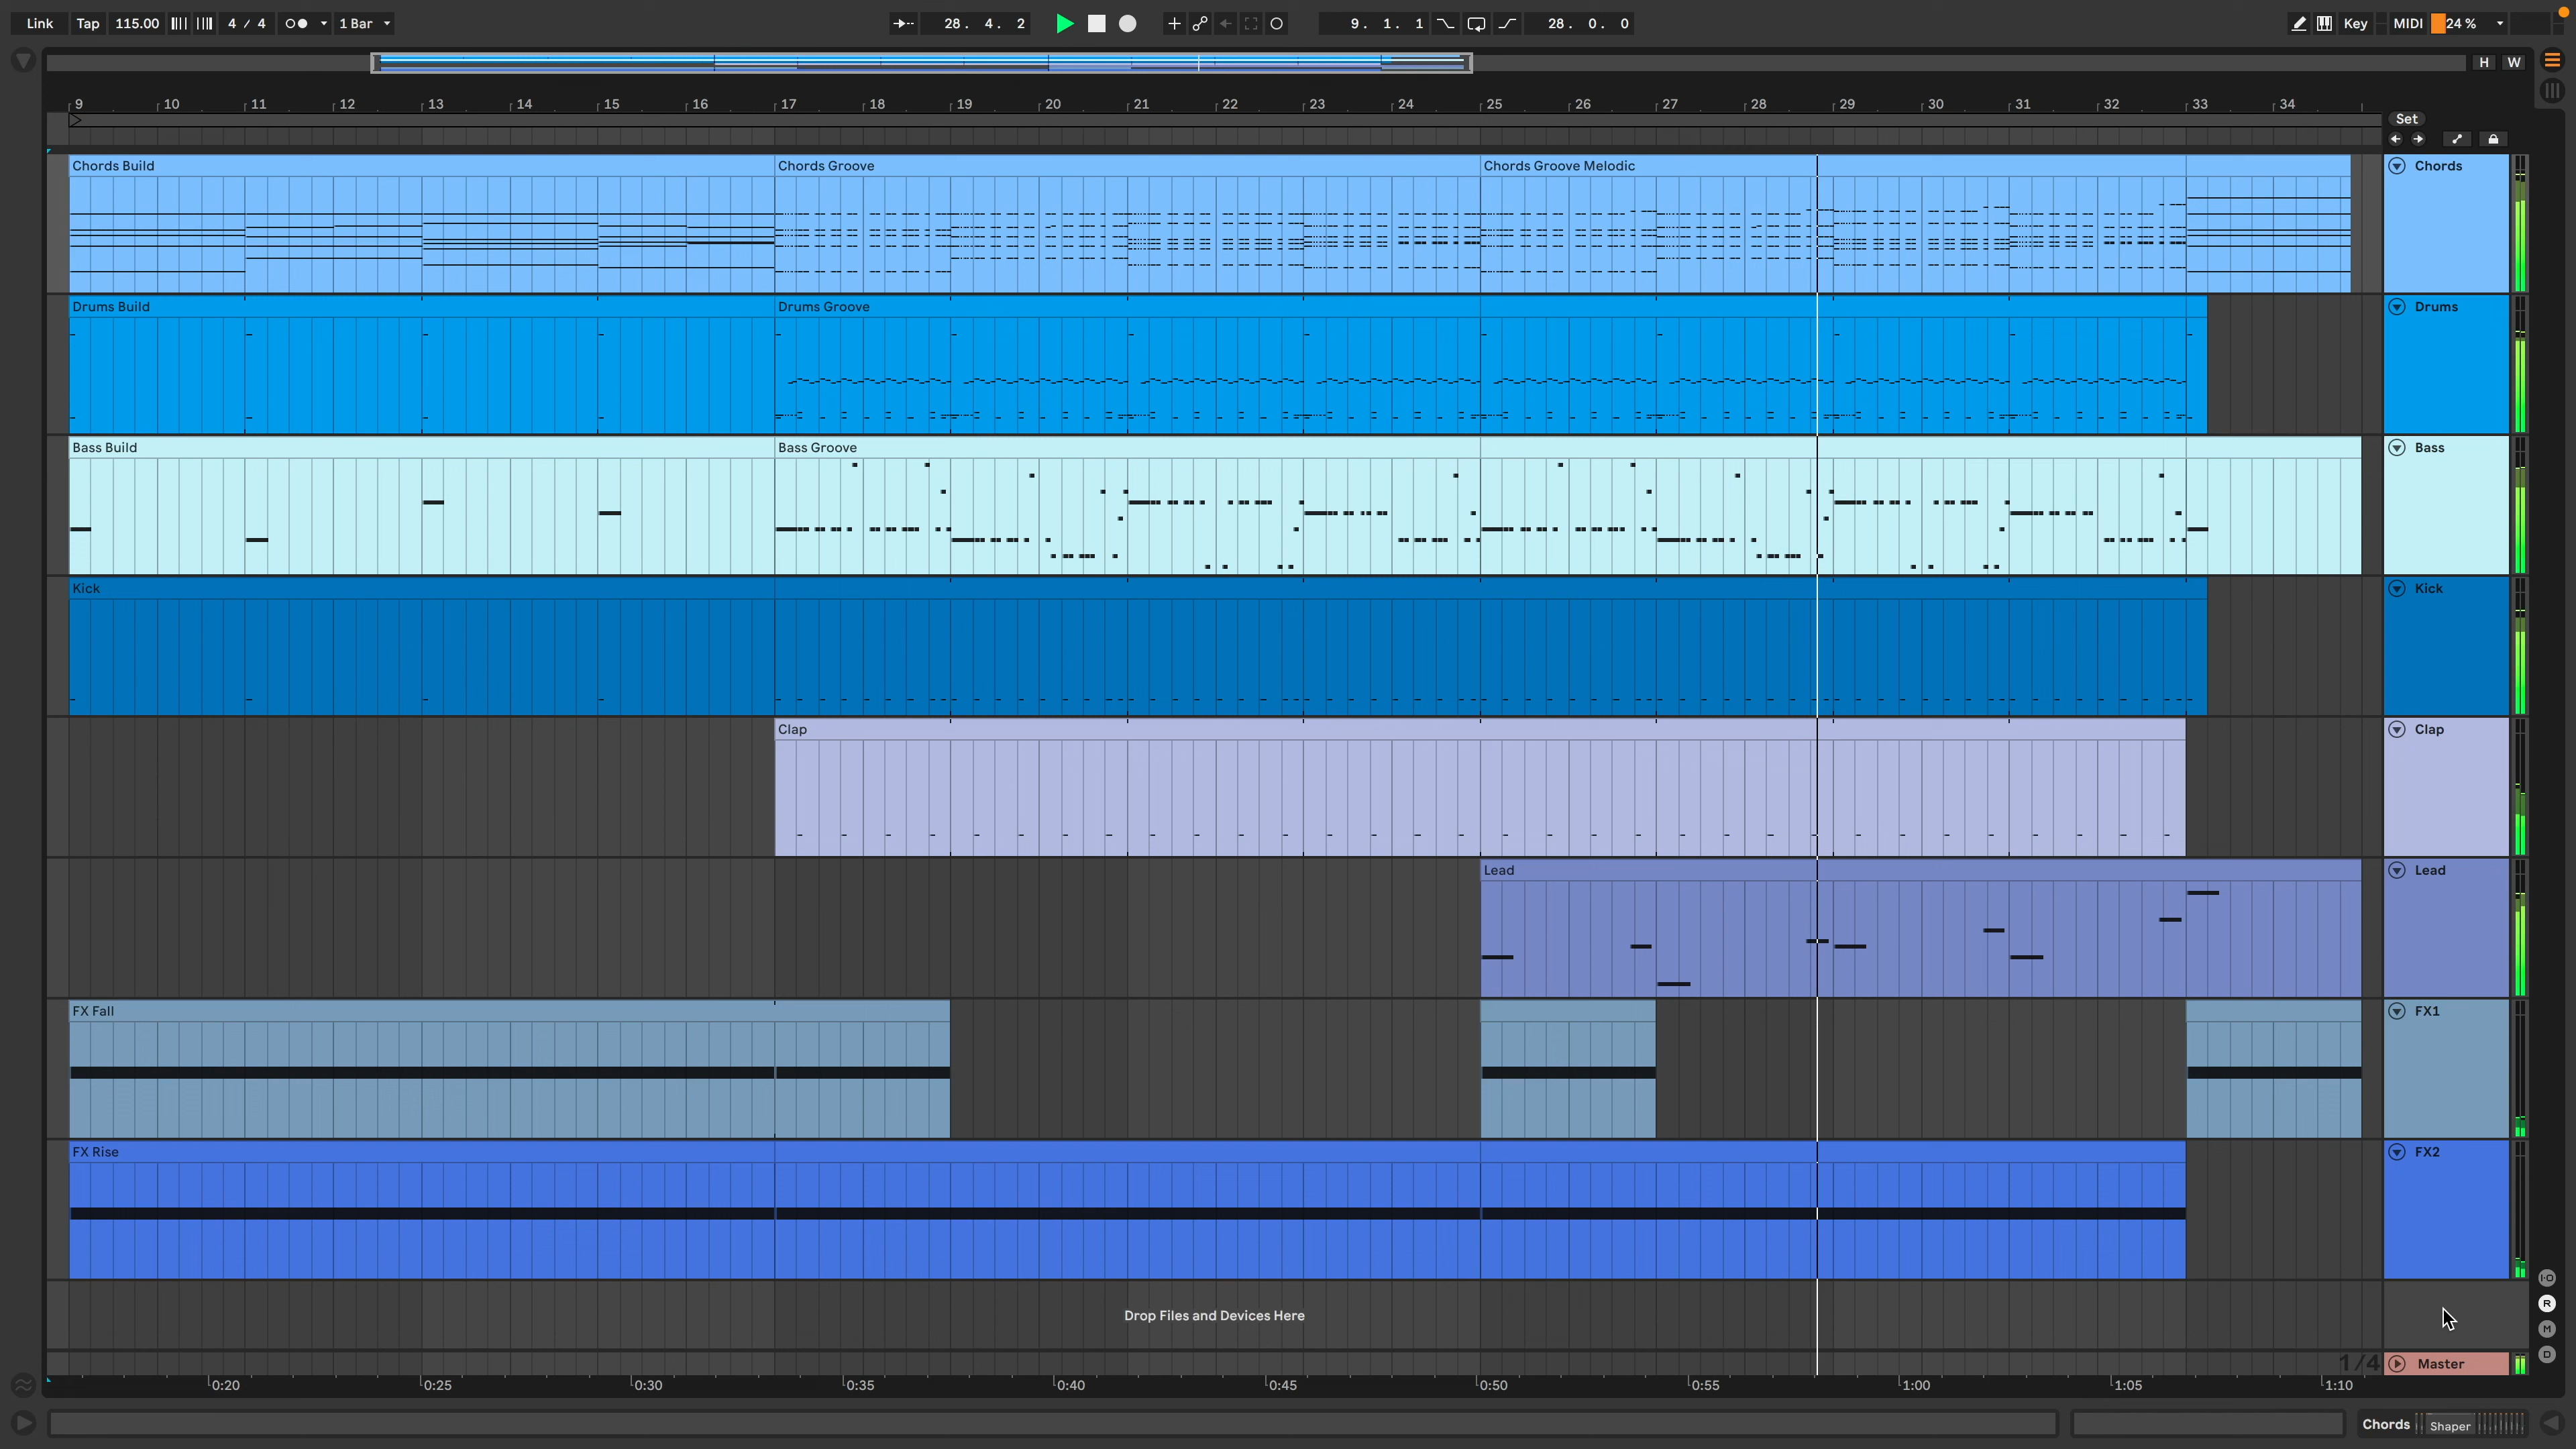 Link Tap 115.00 4 / 4 1 Bar 28. 4. 2 9. 1. 1 28. 0. 0 Key MIDI 24 %
H W
9 10 11 12 13 14 15 16 17 18 19 20 21 22 23 24 25 26 27 28 29 30 31 32 33 34
Set
Chords Build Chords Groove Chords Groove Melodic Chords
Drums Build Drums Groove Drums
Bass Build Bass Groove Bass
Kick Kick
Clap Clap
Lead Lead
FX Fall FX1
FX Rise FX2
I·O
R
Drop Files and Devices Here
M
D
1/4 Master
0:20 0:25 0:30 0:35 0:40 0:45 0:50 0:55 1:00 1:05 1:10
Chords Shaper